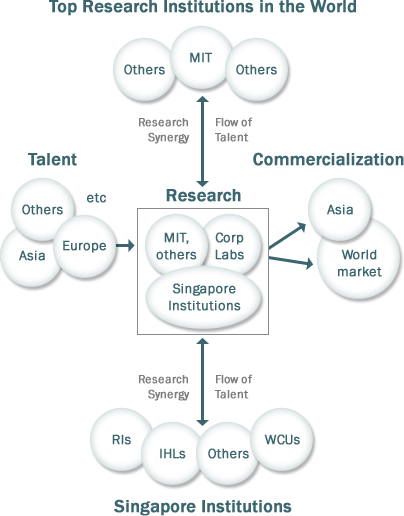 Top Research Institutions in the World
MIT
Others
Others
Research
Synergy
Flow of
Talent
Talent
Commercialization
Others
etc
Asia
Europe
Research
MIT,
others
Corp
Labs
Singapore
Institutions
Asia
World
market
Research
Synergy
Flow of
Talent
RIs
IHLs
Others
WCUs
Singapore Institutions